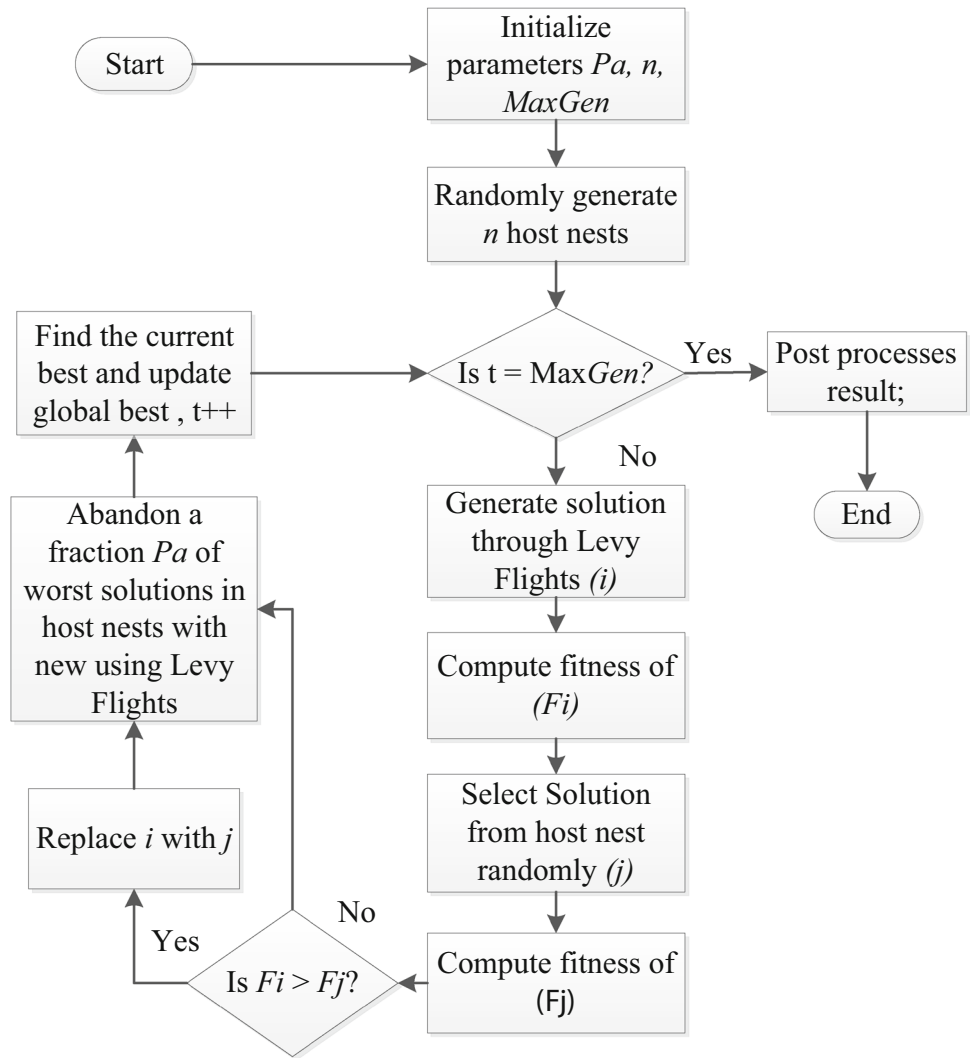 Start
Initialize
parameters Pa, n,
MaxGen
Randomly generate
n host nests
Is t = MaxGen?
Yes
Post processes
result;
End
No
Generate solution
through Levy
Flights (i)
Compute fitness of
(Fi)
Select Solution
from host nest
randomly (j)
Compute fitness of
(Fj)
Is Fi > Fj?
Yes
No
Replace i with j
Abandon a
fraction Pa of
worst solutions in
host nests with
new using Levy
Flights
Find the current
best and update
global best , t++